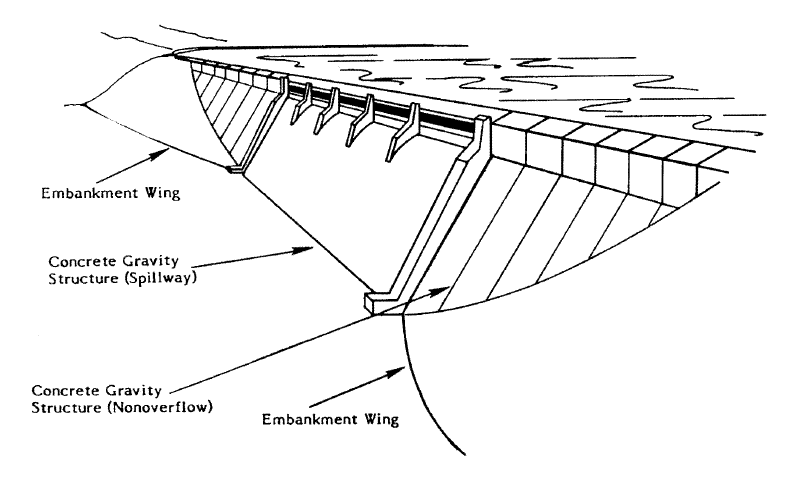 Embankment Wing
Concrete Gravity
Structure (Spillway)
Concrete Gravity
Structure (Nonoverflow)
Embankment Wing